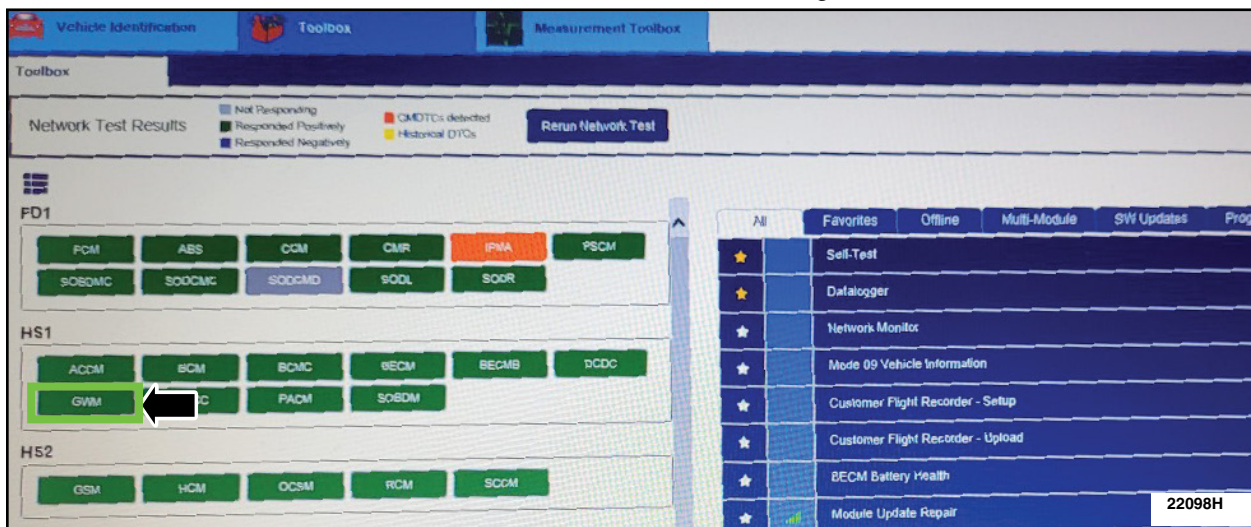 Vehicle Identification Toolbox Measurement Toolbox
Toolbox
Network Test Results
Not Responding
Responded Positively
Responded Negatively
CMDTCs detected
Historical DTCs
Rerun Network Test
FD1
PCM ABS CCM CMR IPMA PSCM
SOBDMC SODCMC SODCMD SODL SODR
HS1
ACCM BCM BCMC BECM BECMB DCDC
GWM PACM SOBDM
HS2
GSM HCM OCSM RCM SCCM
All Favorites Offline Multi-Module SW Updates Prog
Self-Test
Datalogger
Network Monitor
Mode 09 Vehicle Information
Customer Flight Recorder - Setup
Customer Flight Recorder - Upload
BECM Battery Health
Module Update Repair
22098H